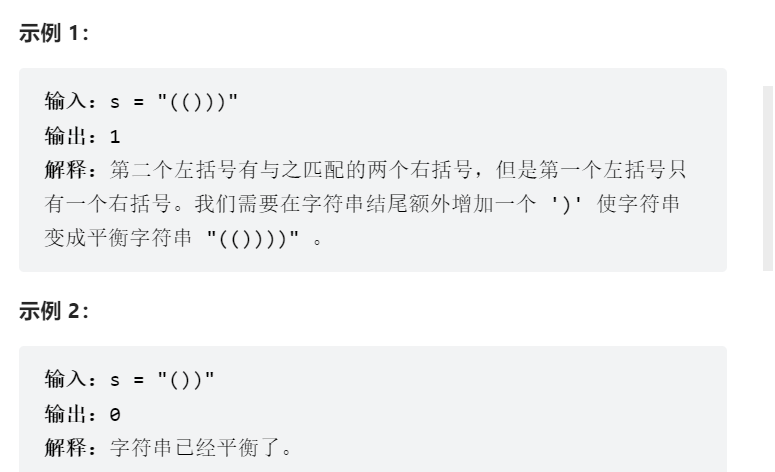 示例 1：
输入：s = "(()))"
输出：1
解释：第二个左括号有与之匹配的两个右括号，但是第一个左括号只
有一个右括号。我们需要在字符串结尾额外增加一个 ')' 使字符串
变成平衡字符串 "(())))" 。
示例 2：
输入：s = "())"
输出：0
解释：字符串已经平衡了。